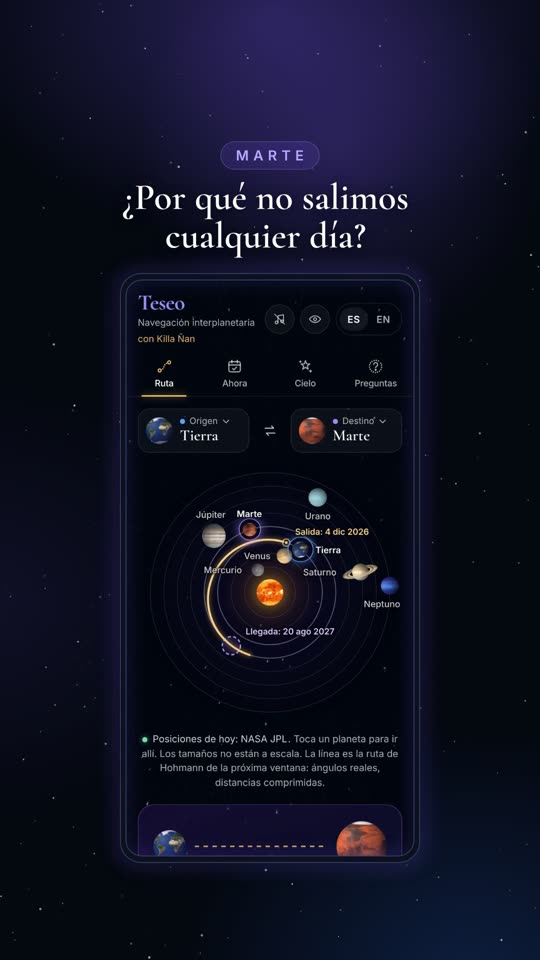 MARTE
¿Por qué no salimos
cualquier día?
Teseo
Navegación interplanetaria
con Killa Ñan
ES EN
Ruta Ahora Cielo Preguntas
Origen
Tierra
Destino
Marte
Urano
Júpiter Marte
Salida: 4 dic 2026
Tierra
Venus
Mercurio
Saturno
Neptuno
Llegada: 20 ago 2027
Posiciones de hoy: NASA JPL. Toca un planeta para ir
allí. Los tamaños no están a escala. La línea es la ruta de
Hohmann de la próxima ventana: ángulos reales,
distancias comprimidas.